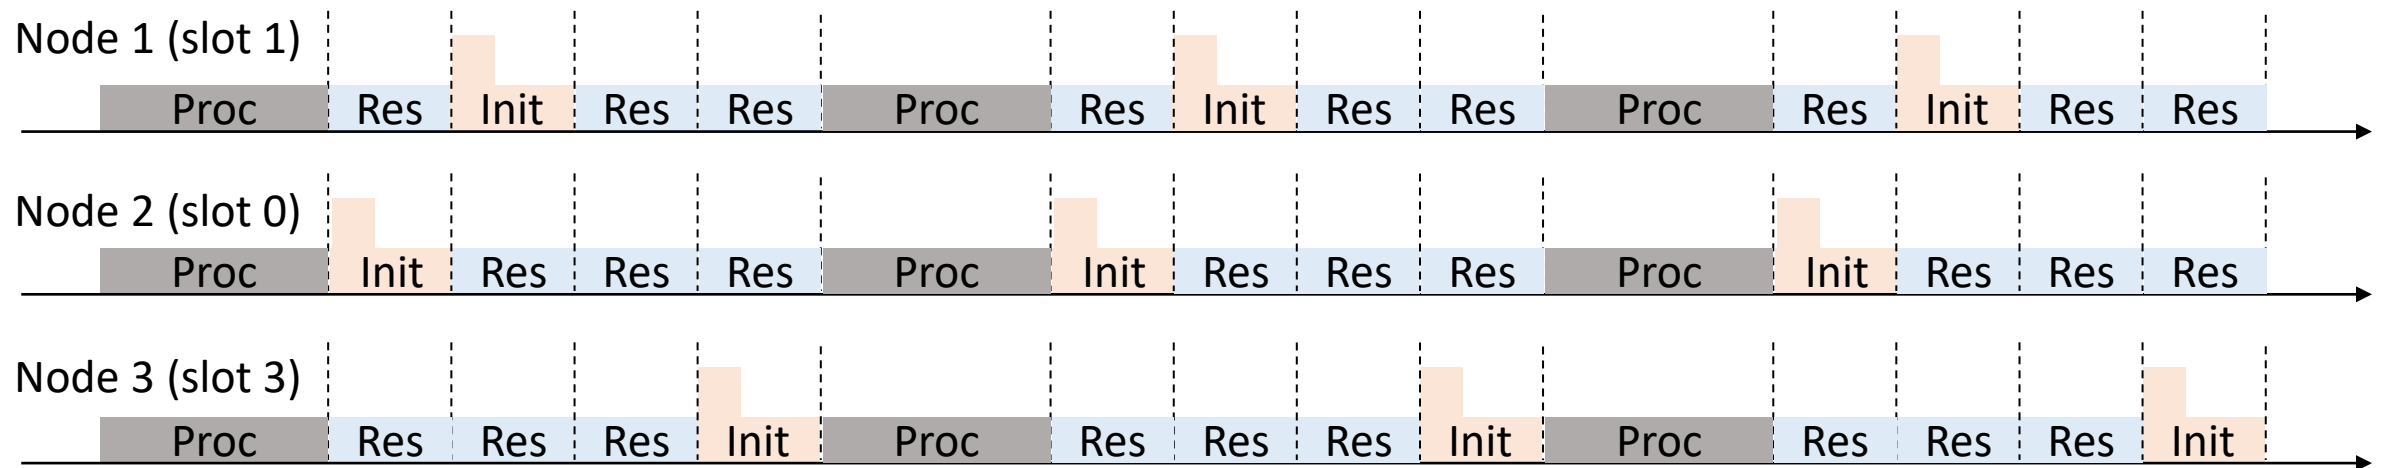 Node 1 (slot 1)
Proc Res Init Res Res Proc Res Init Res Res Proc Res Init Res Res
Node 2 (slot 0)
Proc Init Res Res Res Proc Init Res Res Res Proc Init Res Res Res
Node 3 (slot 3)
Proc Res Res Res Init Proc Res Res Res Init Proc Res Res Res Init